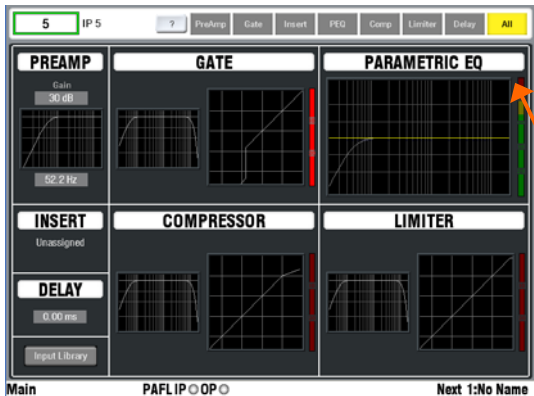 5 IP 5 ? PreAmp Gate Insert PEQ Comp Limiter Delay All
PREAMP GATE PARAMETRIC EQ
Gain
30 dB
52.2 Hz
INSERT COMPRESSOR LIMITER
Unassigned
DELAY
0.00 ms
Input Library
Main PAFL IP OP Next 1:No Name